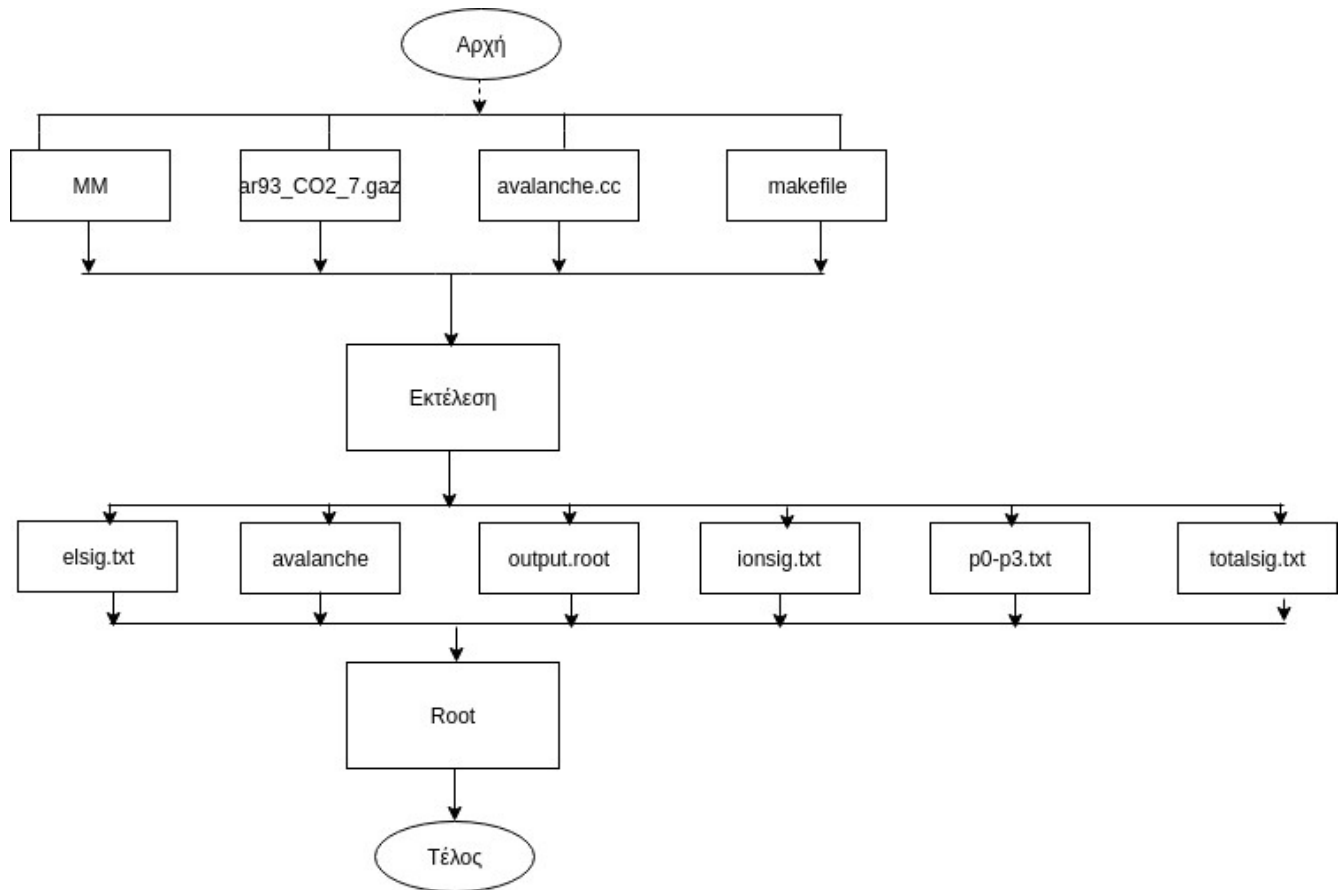 Αρχή
MM
ar93_CO2_7.gaz
avalanche.cc
makefile
Εκτέλεση
elsig.txt
avalanche
output.root
ionsig.txt
p0-p3.txt
totalsig.txt
Root
Τέλος